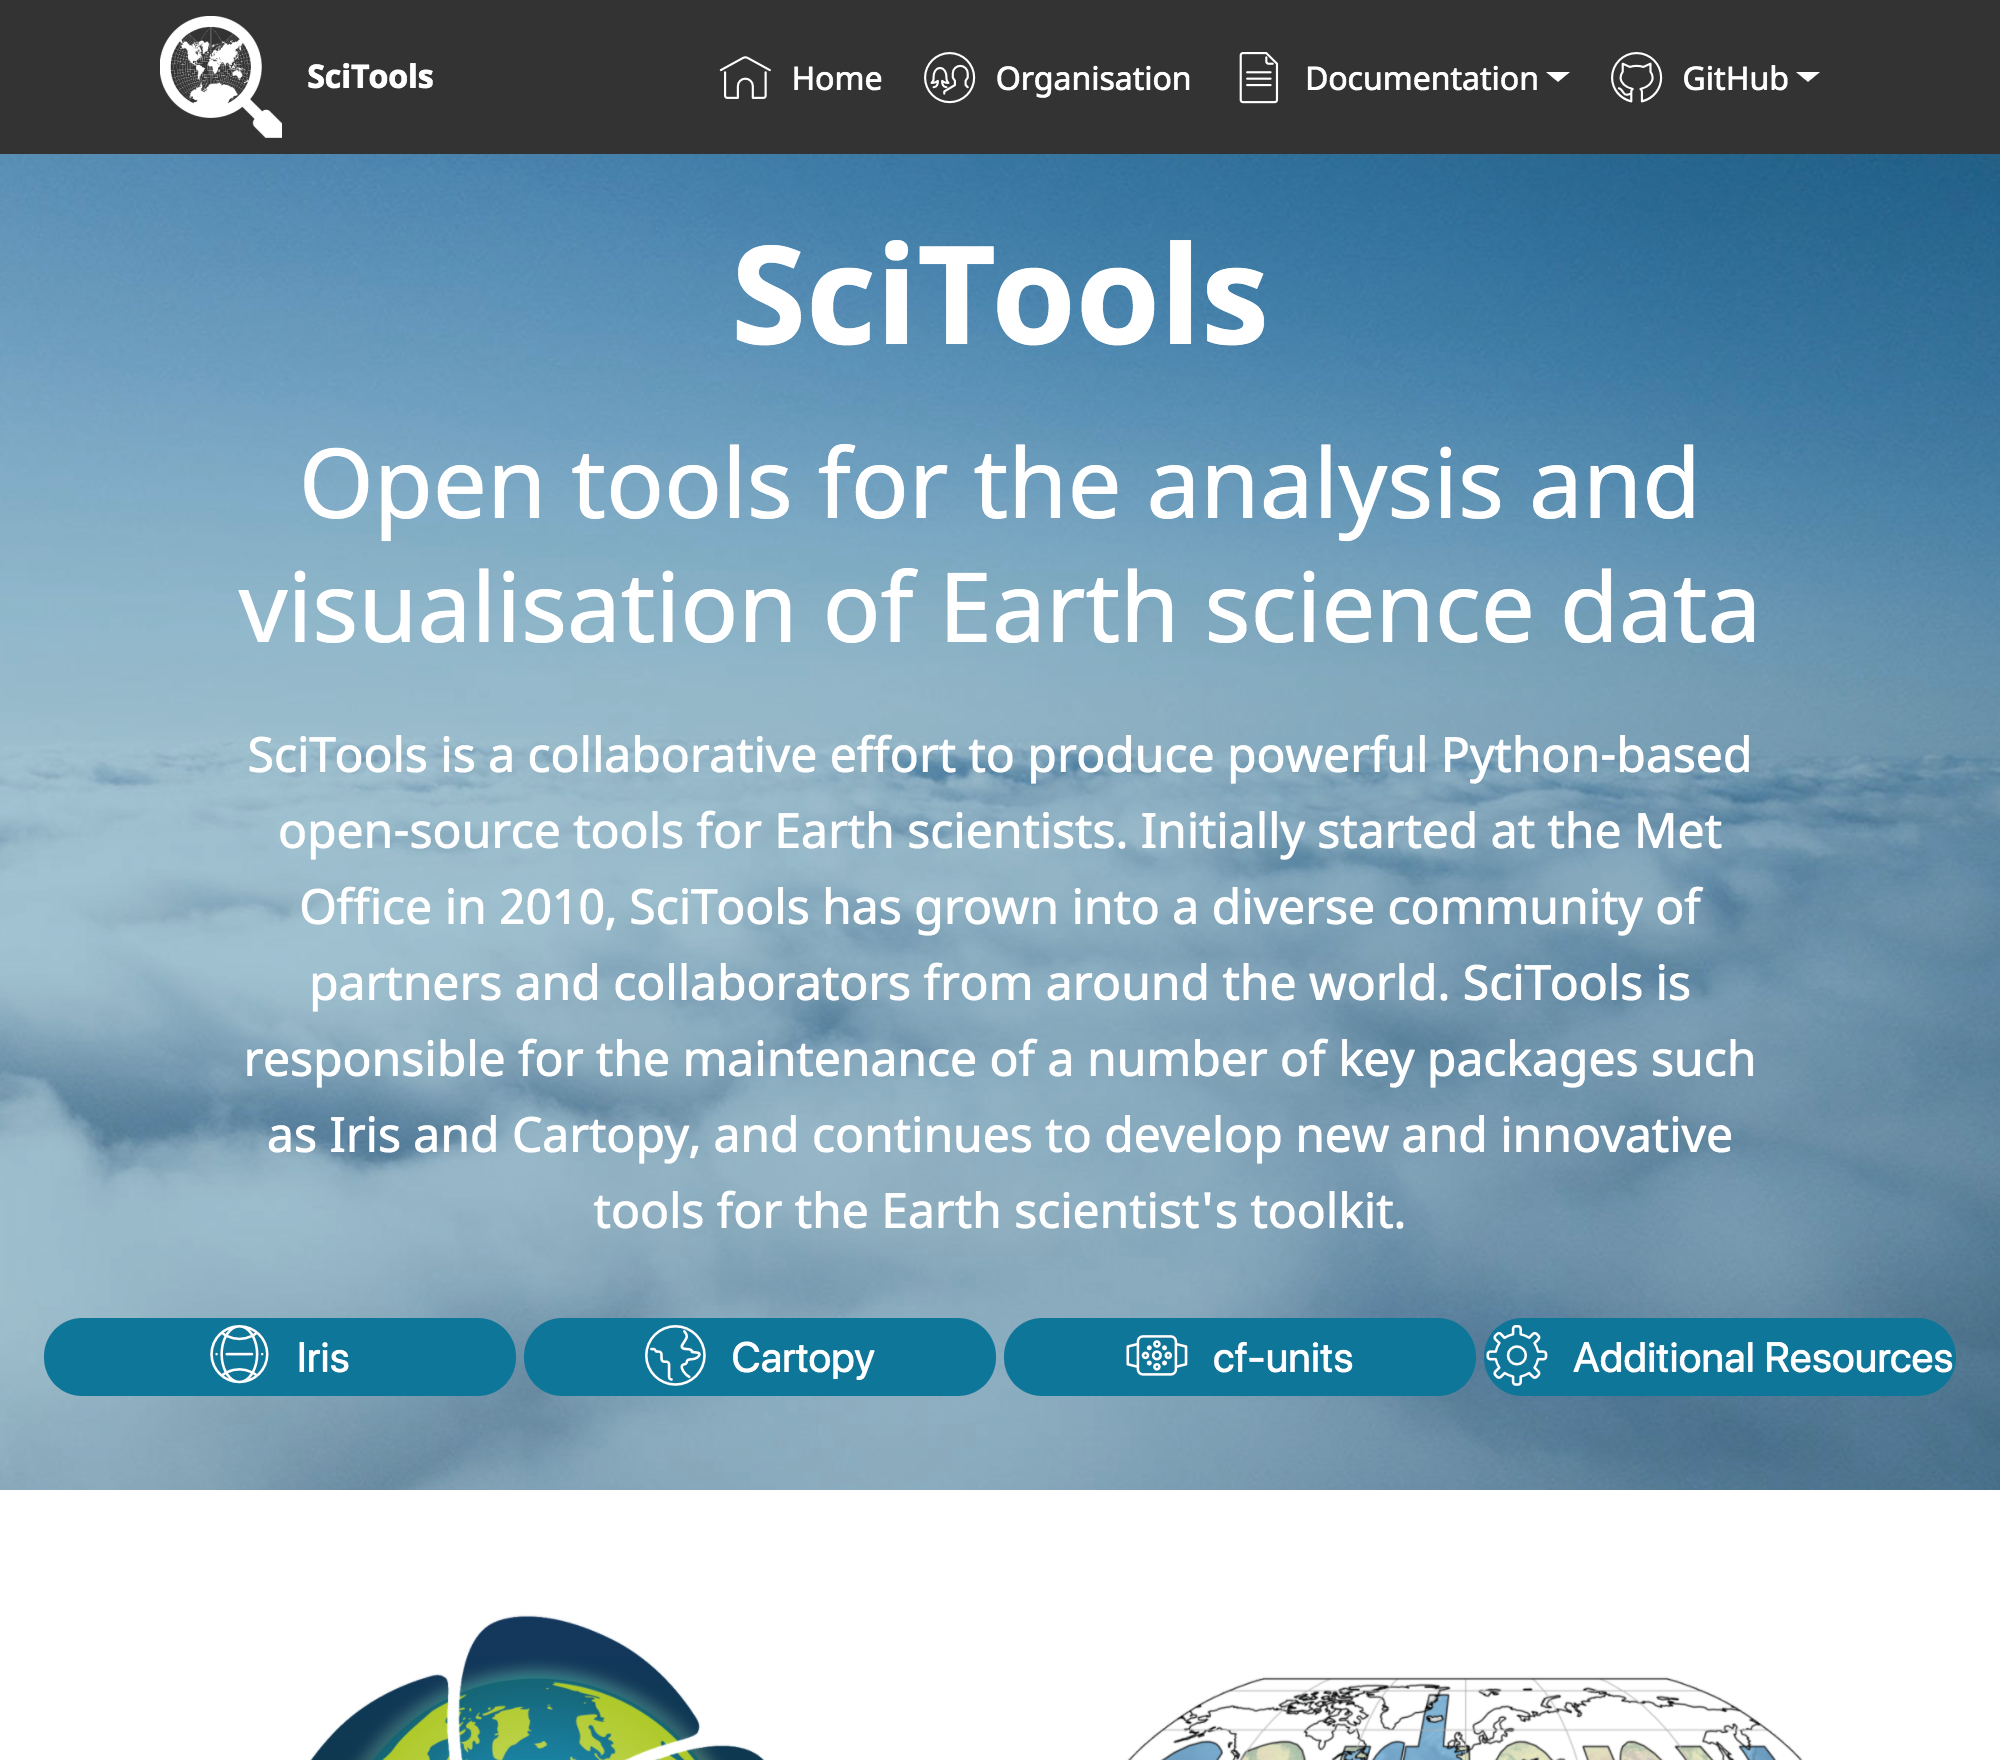 SciTools
Home
Organisation
Documentation
GitHub
SciTools
Open tools for the analysis and
visualisation of Earth science data
SciTools is a collaborative effort to produce powerful Python-based
open-source tools for Earth scientists. Initially started at the Met
Office in 2010, SciTools has grown into a diverse community of
partners and collaborators from around the world. SciTools is
responsible for the maintenance of a number of key packages such
as Iris and Cartopy, and continues to develop new and innovative
tools for the Earth scientist's toolkit.
Iris
Cartopy
cf-units
Additional Resources